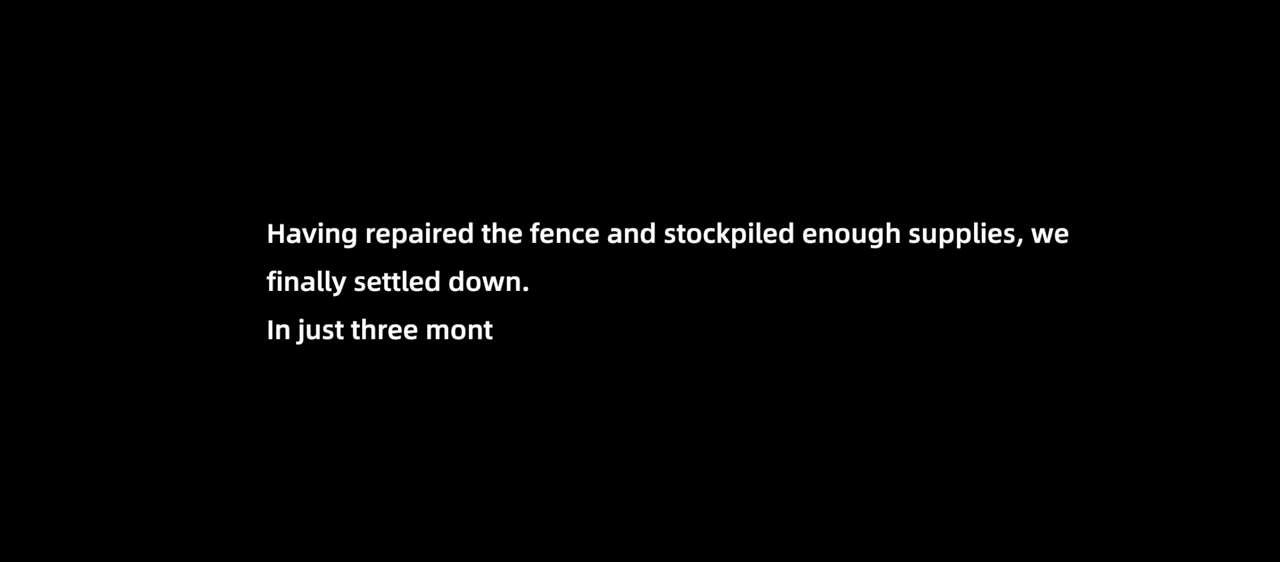 Having repaired the fence and stockpiled enough supplies, we
finally settled down.
In just three mont